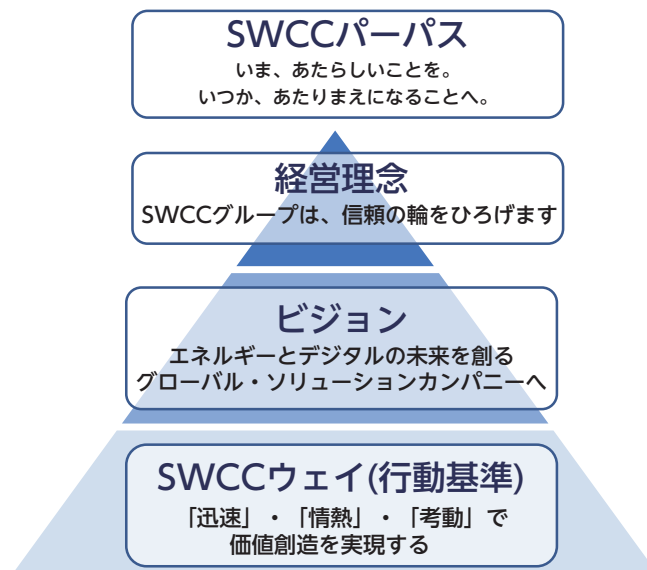 SWCCパーパス
いま、あたらしいことを。
いつか、あたりまえになることへ。
経営理念
SWCCグループは、信頼の輪をひろげます
ビジョン
エネルギーとデジタルの未来を創る
グローバル・ソリューションカンパニーへ
SWCCウェイ(行動基準)
「迅速」・「情熱」・「考動」で
価値創造を実現する